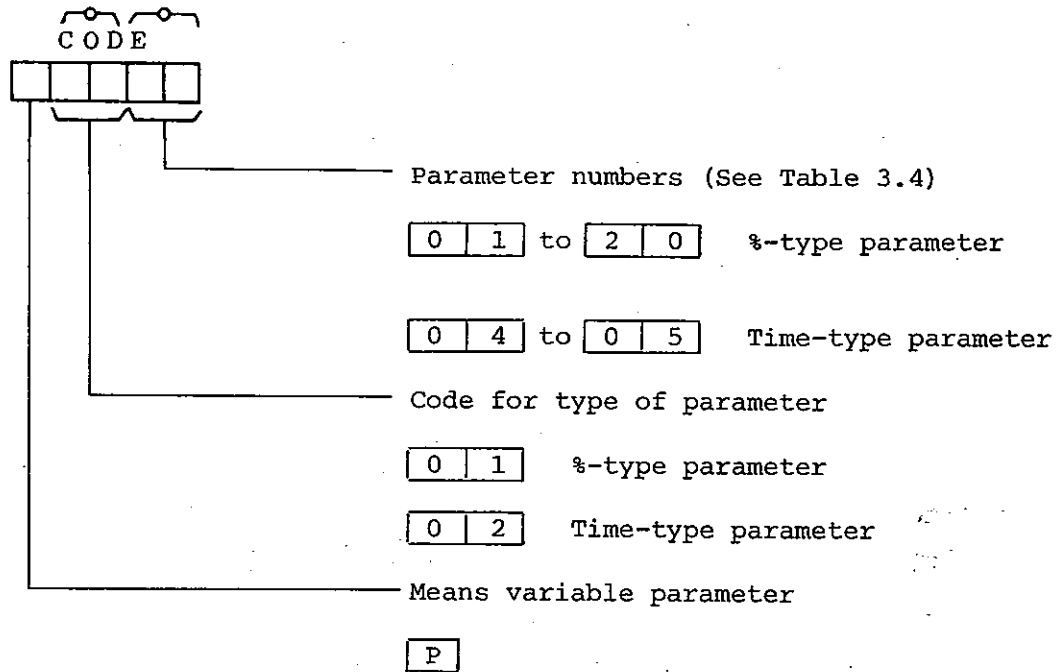 CODE
Parameter numbers (See Table 3.4)
0 1 to 2 0 %-type parameter
0 4 to 0 5 Time-type parameter
Code for type of parameter
0 1 %-type parameter
0 2 Time-type parameter
Means variable parameter
P